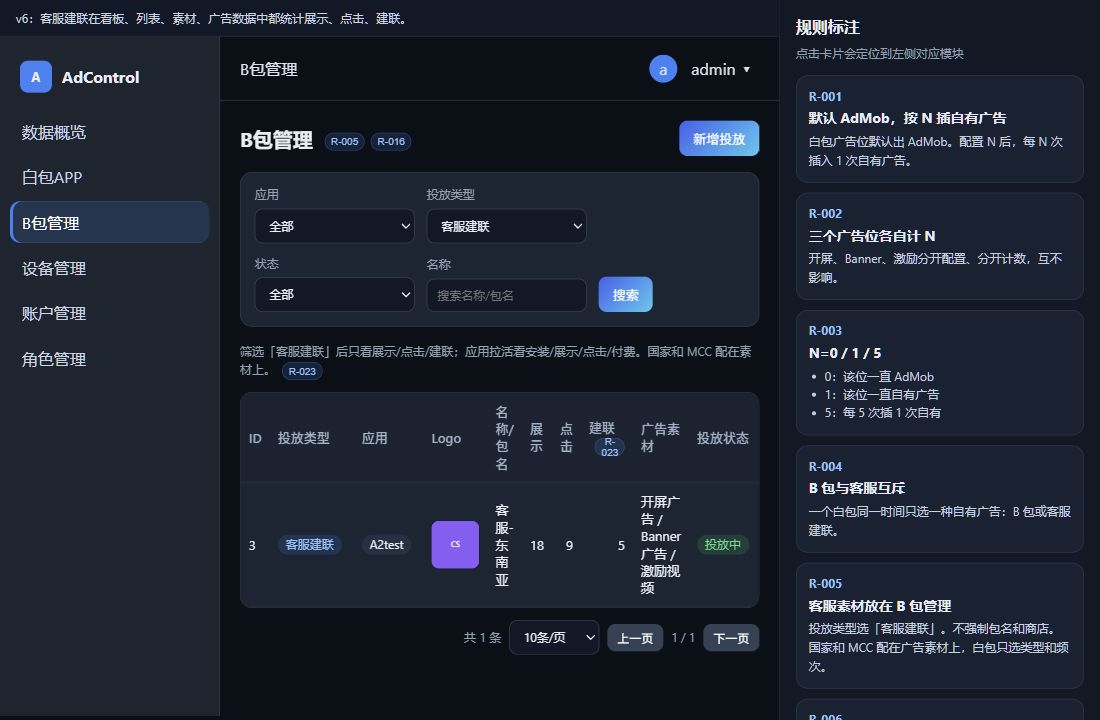 v6：客服建联在看板、列表、素材、广告数据中都统计展示、点击、建联。
A
AdControl
数据概览
白包APP
B包管理
设备管理
账户管理
角色管理
B包管理
a
admin ▾
B包管理
R-005
R-016
新增投放
应用
投放类型
全部
客服建联
状态
名称
全部
搜索名称/包名
搜索
筛选「客服建联」后只看展示/点击/建联；应用拉活看安装/展示/点击/付费。国家和 MCC 配在素
材上。 R-023
ID
投放类型
应用
Logo
名
称/
包
名
展
示
点
击
建联
R-
023
广告素
材
投放状态
3
客服建联
A2test
CS
客
服-
东
南
亚
18
9
5
开屏广
告 /
Banner
广告 /
激励视
频
投放中
共 1 条
10条/页
上一页
1 / 1
下一页
规则标注
点击卡片会定位到左侧对应模块
R-001
默认 AdMob，按 N 插自有广告
白包广告位默认出 AdMob。配置 N 后，每 N 次
插入 1 次自有广告。
R-002
三个广告位各自计 N
开屏、Banner、激励分开配置、分开计数，互不
影响。
R-003
N=0 / 1 / 5
• 0：该位一直 AdMob
• 1：该位一直自有广告
• 5：每 5 次插 1 次自有
R-004
B 包与客服互斥
一个白包同一时间只选一种自有广告：B 包或客服
建联。
R-005
客服素材放在 B 包管理
投放类型选「客服建联」。不强制包名和商店。
国家和 MCC 配在广告素材上，白包只选类型和频
次。
R-006